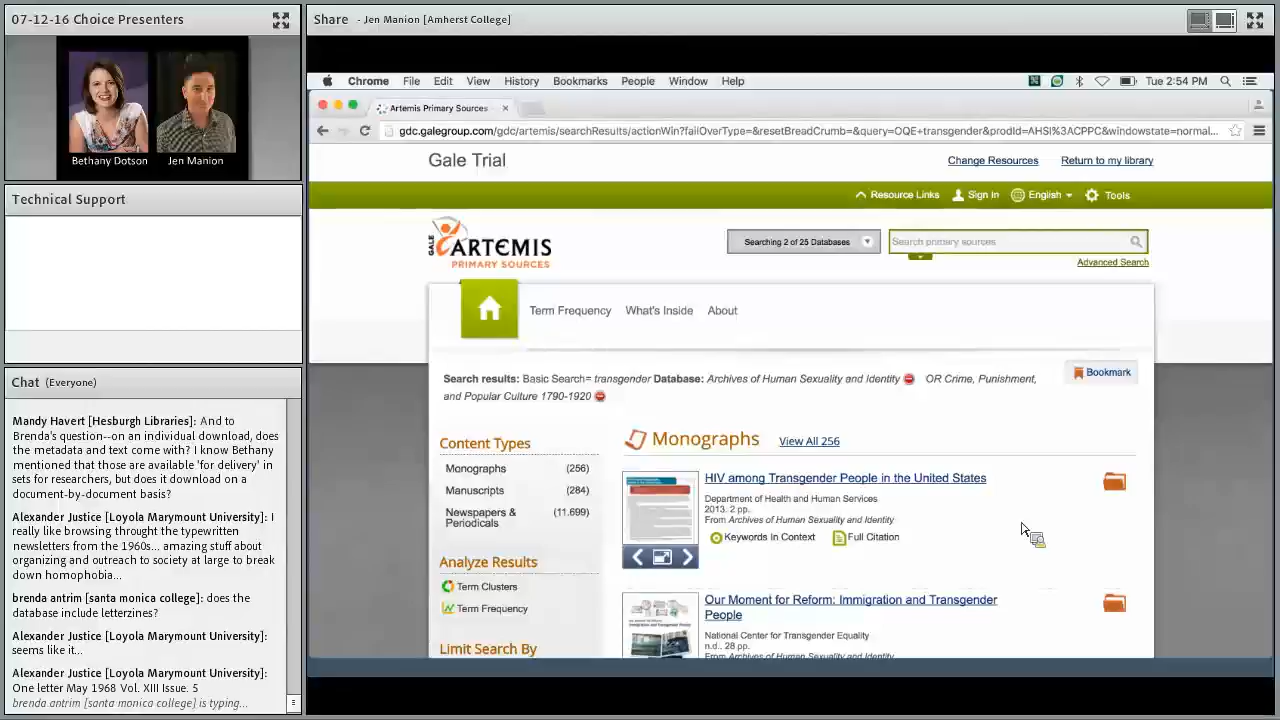 07-12-16 Choice Presenters
Bethany Dotson
Jen Manion
Technical Support
Chat (Everyone)
Mandy Havert [Hesburgh Libraries]: And to
Brenda's question--on an individual download, does
the metadata and text come with? I know Bethany
mentioned that those are available 'for delivery' in
sets for researchers, but does it download on a
document-by-document basis?
Alexander Justice [Loyola Marymount University]: I
really like browsing through the typewritten
newsletters from the 1960s... amazing stuff about
organizing and outreach to society at large to break
down homophobia...
brenda antrim [santa monica college]: does the
database include letterzines?
Alexander Justice [Loyola Marymount University]:
sems like it...
Alexander Justice [Loyola Marymount University]:
One letter May 1968 Vol. XIII Issue. 5
brenda antrim [santa monica college] is typing...
Share - Jen Manion [Amherst College]
Chrome File Edit View History Bookmarks People Window Help
Tue 2:54 PM
Artemis Primary Sources
gdc.galegroup.com/gdc/artemis/searchResults/actionWin?failOverType=&resetBreadCrumb=&query=OQE+transgender&prodId=AHSI%3ACPPC&windowstate=normal...
Gale Trial
Change Resources
Return to my library
Resource Links
Sign In
English
Tools
GALE ARTEMIS
PRIMARY SOURCES
Searching 2 of 25 Databases
Search primary sources
Advanced Search
Term Frequency
What's Inside
About
Search results: Basic Search= transgender Database: Archives of Human Sexuality and Identity OR Crime, Punishment,
and Popular Culture 1790-1920
Bookmark
Content Types
Monographs (256)
Manuscripts (284)
Newspapers & (11,699)
Periodicals
Analyze Results
Term Clusters
Term Frequency
Limit Search By
Monographs View All 256
HIV among Transgender People in the United States
Department of Health and Human Services
2013. 2 pp.
From Archives of Human Sexuality and Identity
Keywords In Context
Full Citation
Our Moment for Reform: Immigration and Transgender
People
National Center for Transgender Equality
n.d.. 28 pp.
From Archives of Human Sexuality and Identity